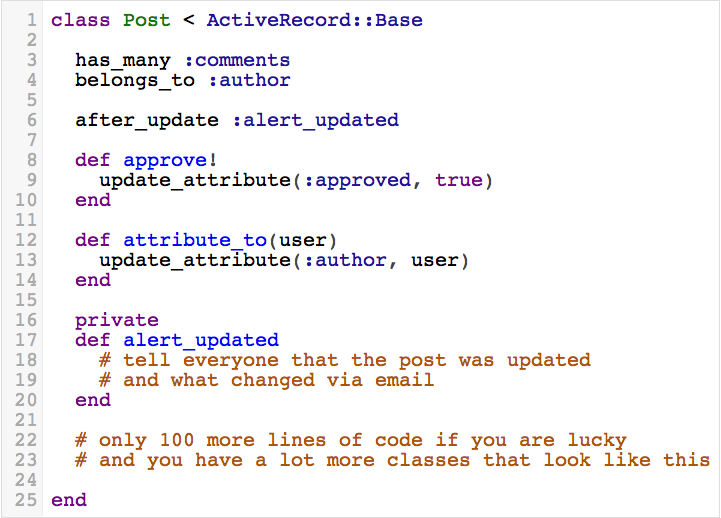 1 class Post < ActiveRecord::Base
2
3   has_many :comments
4   belongs_to :author
5
6   after_update :alert_updated
7
8   def approve!
9     update_attribute(:approved, true)
10   end
11
12   def attribute_to(user)
13     update_attribute(:author, user)
14   end
15
16   private
17   def alert_updated
18     # tell everyone that the post was updated
19     # and what changed via email
20   end
21
22   # only 100 more lines of code if you are lucky
23   # and you have a lot more classes that look like this
24
25 end